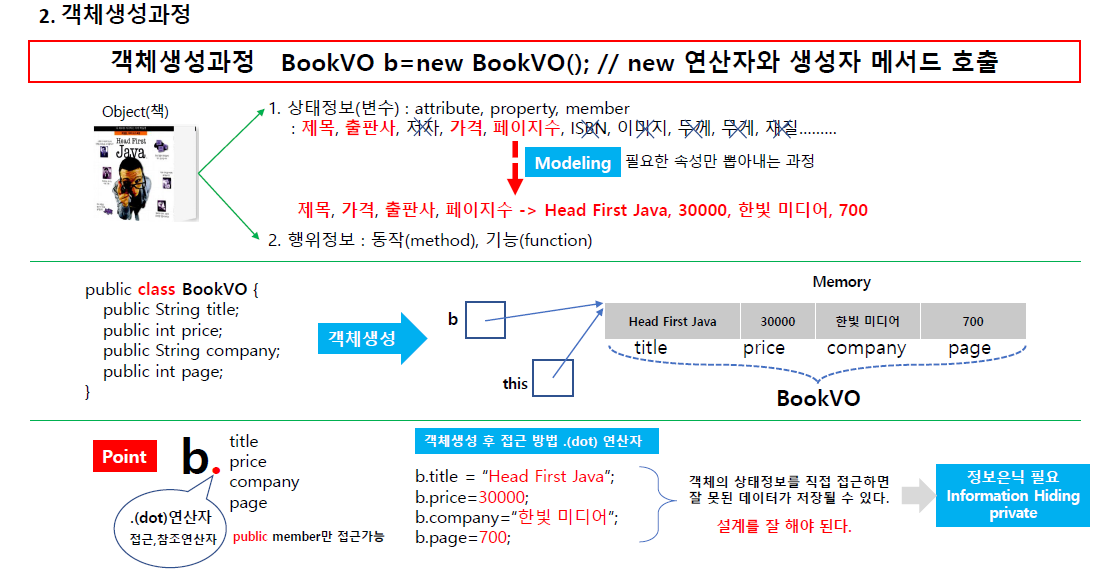 2. 객체생성과정
객체생성과정 BookVO b=new BookVO(); // new 연산자와 생성자 메서드 호출
Object(책)
Head First
Java
1. 상태정보(변수) : attribute, property, member
: 제목, 출판사, 저자, 가격, 페이지수, ISBN, 이미지, 두께, 무게, 재질.........
Modeling 필요한 속성만 뽑아내는 과정
제목, 가격, 출판사, 페이지수 -> Head First Java, 30000, 한빛 미디어, 700
2. 행위정보 : 동작(method), 기능(function)
public class BookVO {
public String title;
public int price;
public String company;
public int page;
}
객체생성
b
this
Memory
Head First Java 30000 한빛 미디어 700
title price company page
BookVO
Point
b.
title
price
company
page
.(dot)연산자
접근,참조연산자
public member만 접근가능
객체생성 후 접근 방법 .(dot) 연산자
b.title = “Head First Java”;
b.price=30000;
b.company=“한빛 미디어“;
b.page=700;
객체의 상태정보를 직접 접근하면
잘 못된 데이터가 저장될 수 있다.
설계를 잘 해야 된다.
정보은닉 필요
Information Hiding
private